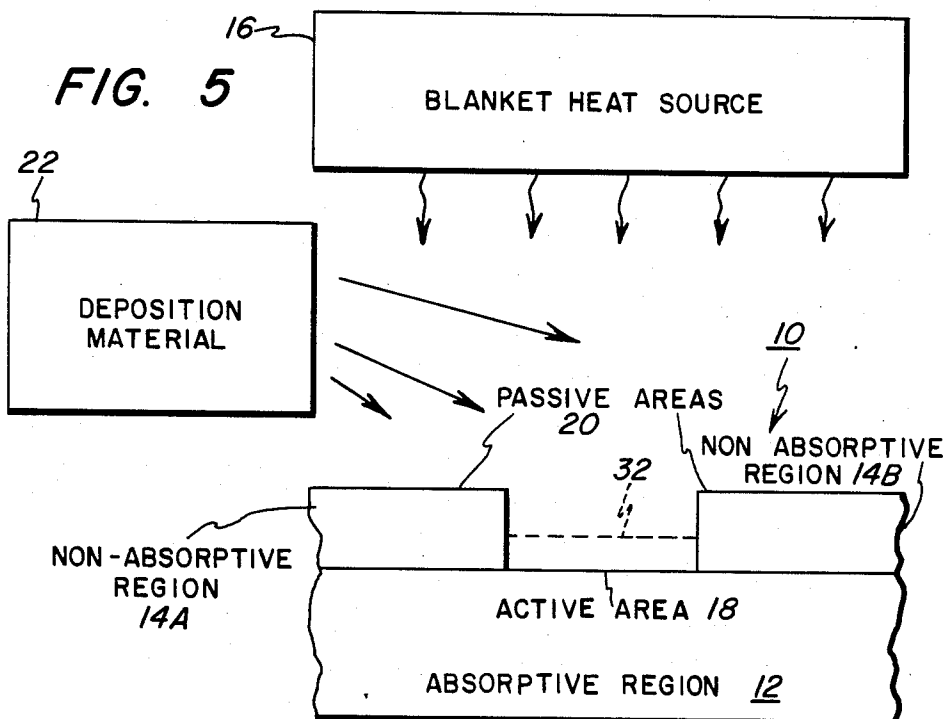 16
FIG. 5
BLANKET HEAT SOURCE
22
DEPOSITION
MATERIAL
10
PASSIVE AREAS
20
NON ABSORPTIVE
REGION 14B
32
NON-ABSORPTIVE
REGION
14A
ACTIVE AREA 18
ABSORPTIVE REGION 12